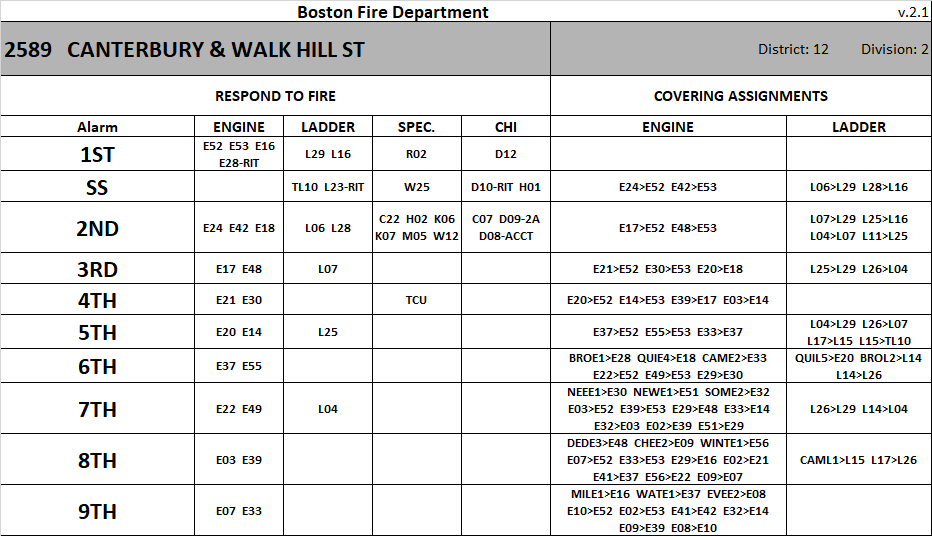 Boston Fire Department v.2.1
2589 CANTERBURY & WALK HILL ST District: 12 Division: 2
RESPOND TO FIRE COVERING ASSIGNMENTS
Alarm ENGINE LADDER SPEC. CHI ENGINE LADDER
1ST E52 E53 E16 L29 L16 R02 D12
E28-RIT
SS TL10 L23-RIT W25 D10-RIT H01 E24>E52 E42>E53 L06>L29 L28>L16
2ND E24 E42 E18 L06 L28 C22 H02 K06 C07 D09-2A E17>E52 E48>E53 L07>L29 L25>L16
K07 M05 W12 D08-ACCT L04>L07 L11>L25
3RD E17 E48 L07 E21>E52 E30>E53 E20>E18 L25>L29 L26>L04
4TH E21 E30 TCU E20>E52 E14>E53 E39>E17 E03>E14
5TH E20 E14 L25 E37>E52 E55>E53 E33>E37 L04>L29 L26>L07
L17>L15 L15>TL10
6TH E37 E55 BROE1>E28 QUIE4>E18 CAME2>E33 QUIL5>E20 BROL2>L14
E22>E52 E49>E53 E29>E30 L14>L26
7TH E22 E49 L04 NEEE1>E30 NEWE1>E51 SOME2>E32 L26>L29 L14>L04
E03>E52 E39>E53 E29>E48 E33>E14
E32>E03 E02>E39 E51>E29
8TH E03 E39 DEDE3>E48 CHEE2>E09 WINTE1>E56 CAML1>L15 L17>L26
E07>E52 E33>E53 E29>E16 E02>E21
E41>E37 E56>E22 E09>E07
9TH E07 E33 MILE1>E16 WATE1>E37 EVEE2>E08
E10>E52 E02>E53 E41>E42 E32>E14
E09>E39 E08>E10